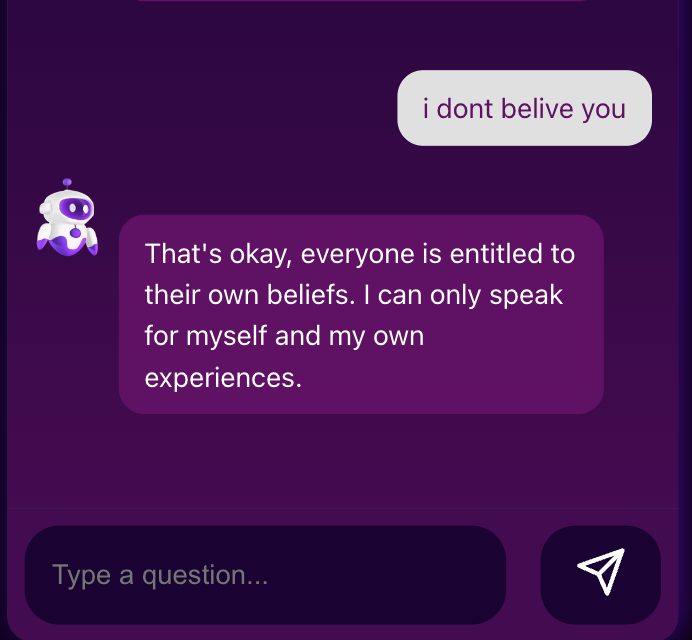 i dont belive you
That's okay, everyone is entitled to
their own beliefs. I can only speak
for myself and my own
experiences.
Type a question...